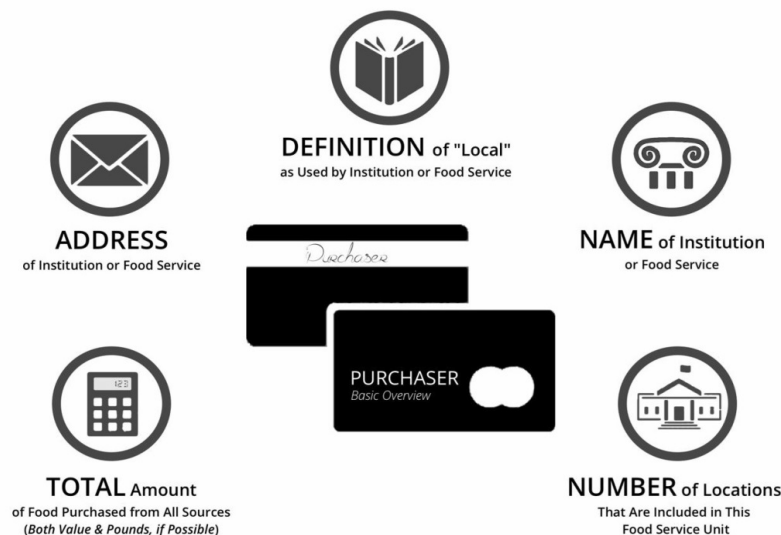 DEFINITION of "Local"
as Used by Institution or Food Service
ADDRESS
of Institution or Food Service
NAME of Institution
or Food Service
Purchaser
PURCHASER
Basic Overview
123
TOTAL Amount
of Food Purchased from All Sources
(Both Value & Pounds, if Possible)
NUMBER of Locations
That Are Included in This
Food Service Unit